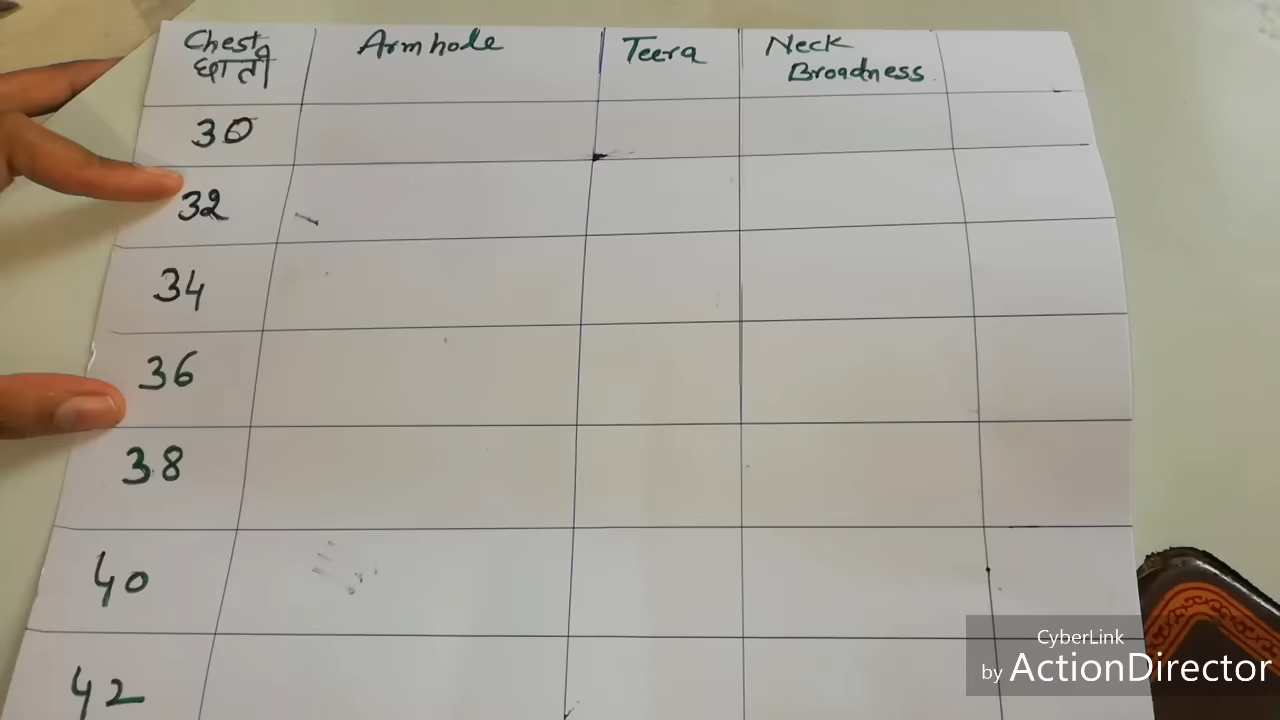 Chest Armhole Teera Neck
छाती Broadness
30
32
34
36
38
40
42
CyberLink
by ActionDirector